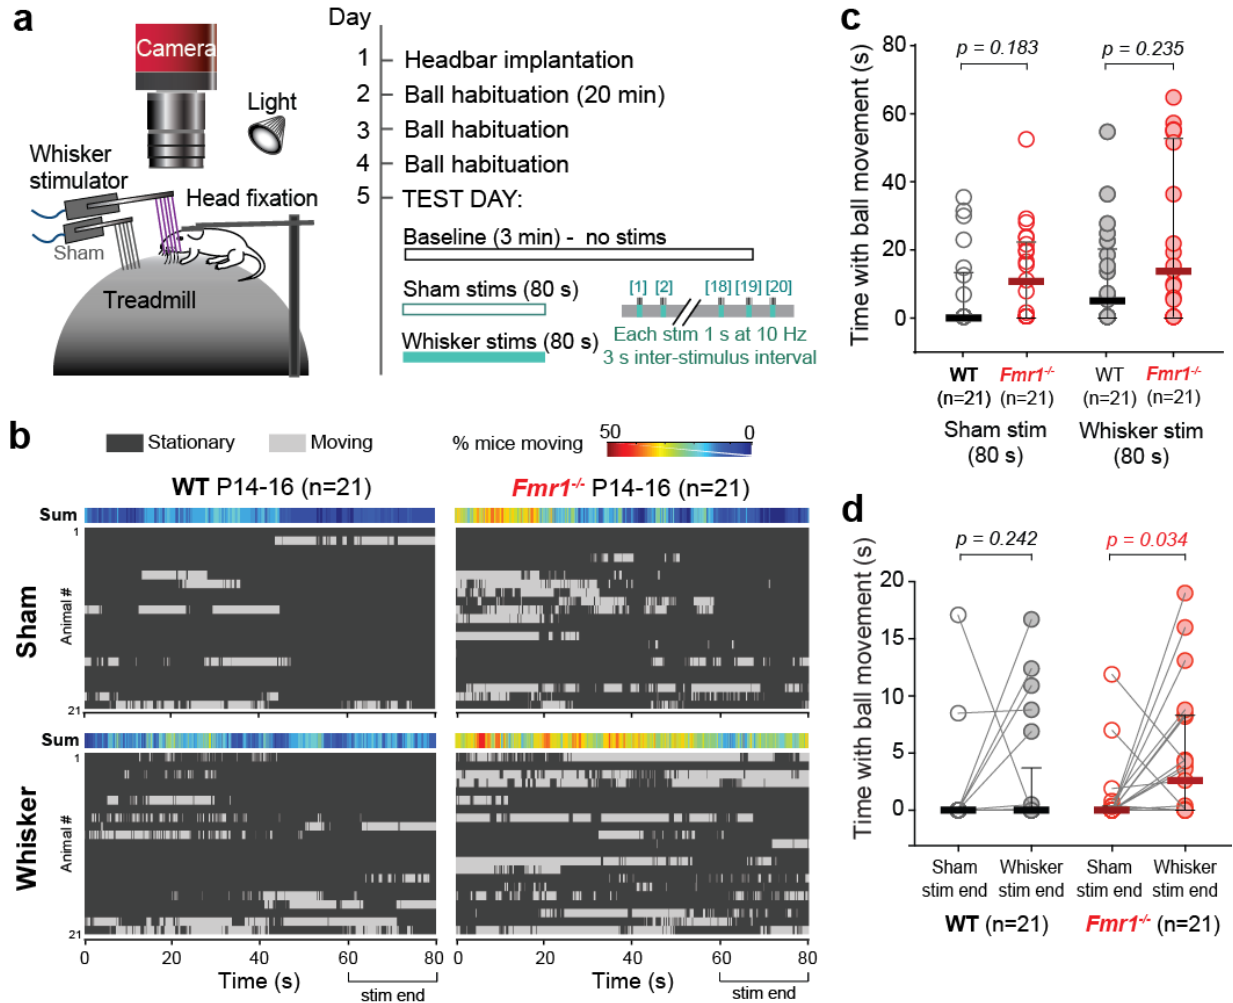 a
Camera
Light
Whisker
stimulator
Head fixation
Sham
Treadmill
Day
1 Headbar implantation
2 Ball habituation (20 min)
3 Ball habituation
4 Ball habituation
5 TEST DAY:
Baseline (3 min) - no stims
Sham stims (80 s)
Whisker stims (80 s)
[1] [2] [18] [19] [20]
Each stim 1 s at 10 Hz
3 s inter-stimulus interval
b
Stationary
Moving
% mice moving
50 0
WT P14-16 (n=21)
Fmr1-/- P14-16 (n=21)
Sum
1
Sham
Animal #
21
Sum
1
Whisker
Animal #
21
0 20 40 60 80
Time (s)
stim end
0 20 40 60 80
Time (s)
stim end
c
Time with ball movement (s)
80
60
40
20
0
p = 0.183
p = 0.235
WT
(n=21)
Fmr1-/-
(n=21)
WT
(n=21)
Fmr1-/-
(n=21)
Sham stim
(80 s)
Whisker stim
(80 s)
d
Time with ball movement (s)
20
15
10
5
0
p = 0.242
p = 0.034
Sham
stim end
Whisker
stim end
Sham
stim end
Whisker
stim end
WT (n=21)
Fmr1-/- (n=21)